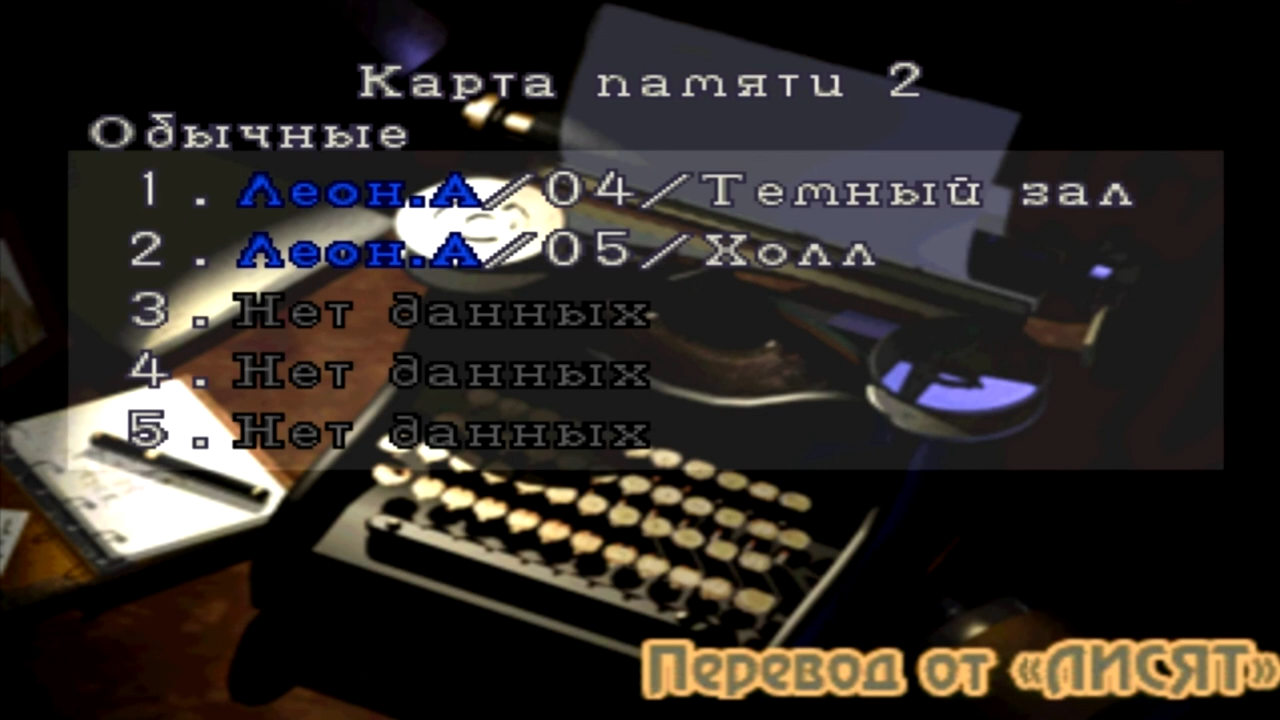 Карта памяти 2
Обычные
1. Леон.А/04/Темный зал
2. Леон.А/05/Холл
3. Нет данных
4. Нет данных
5. Нет данных
Перевод от «ЛИСЯТ»